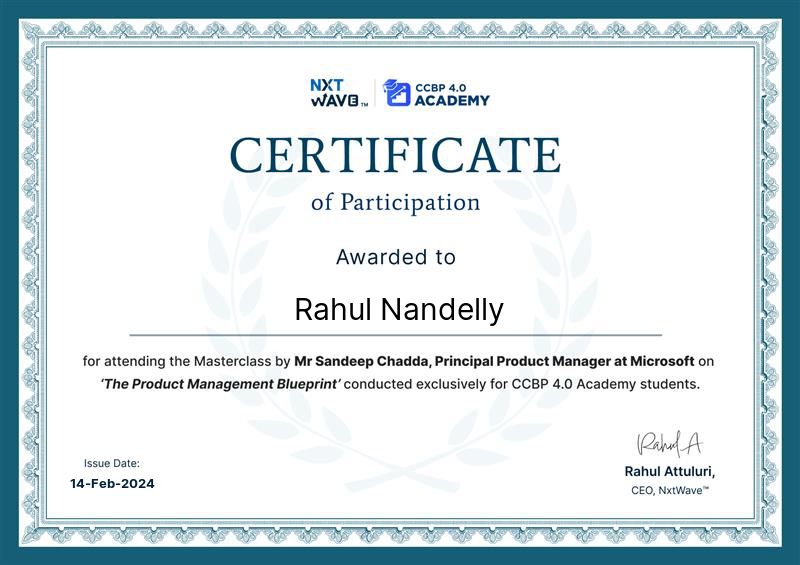 NXT
WAVE™
CCBP 4.0
ACADEMY
CERTIFICATE
of Participation
Awarded to
Rahul Nandelly
for attending the Masterclass by Mr Sandeep Chadda, Principal Product Manager at Microsoft on
‘The Product Management Blueprint’ conducted exclusively for CCBP 4.0 Academy students.
Issue Date:
14-Feb-2024
Rahul A
Rahul Attuluri,
CEO, NxtWave™